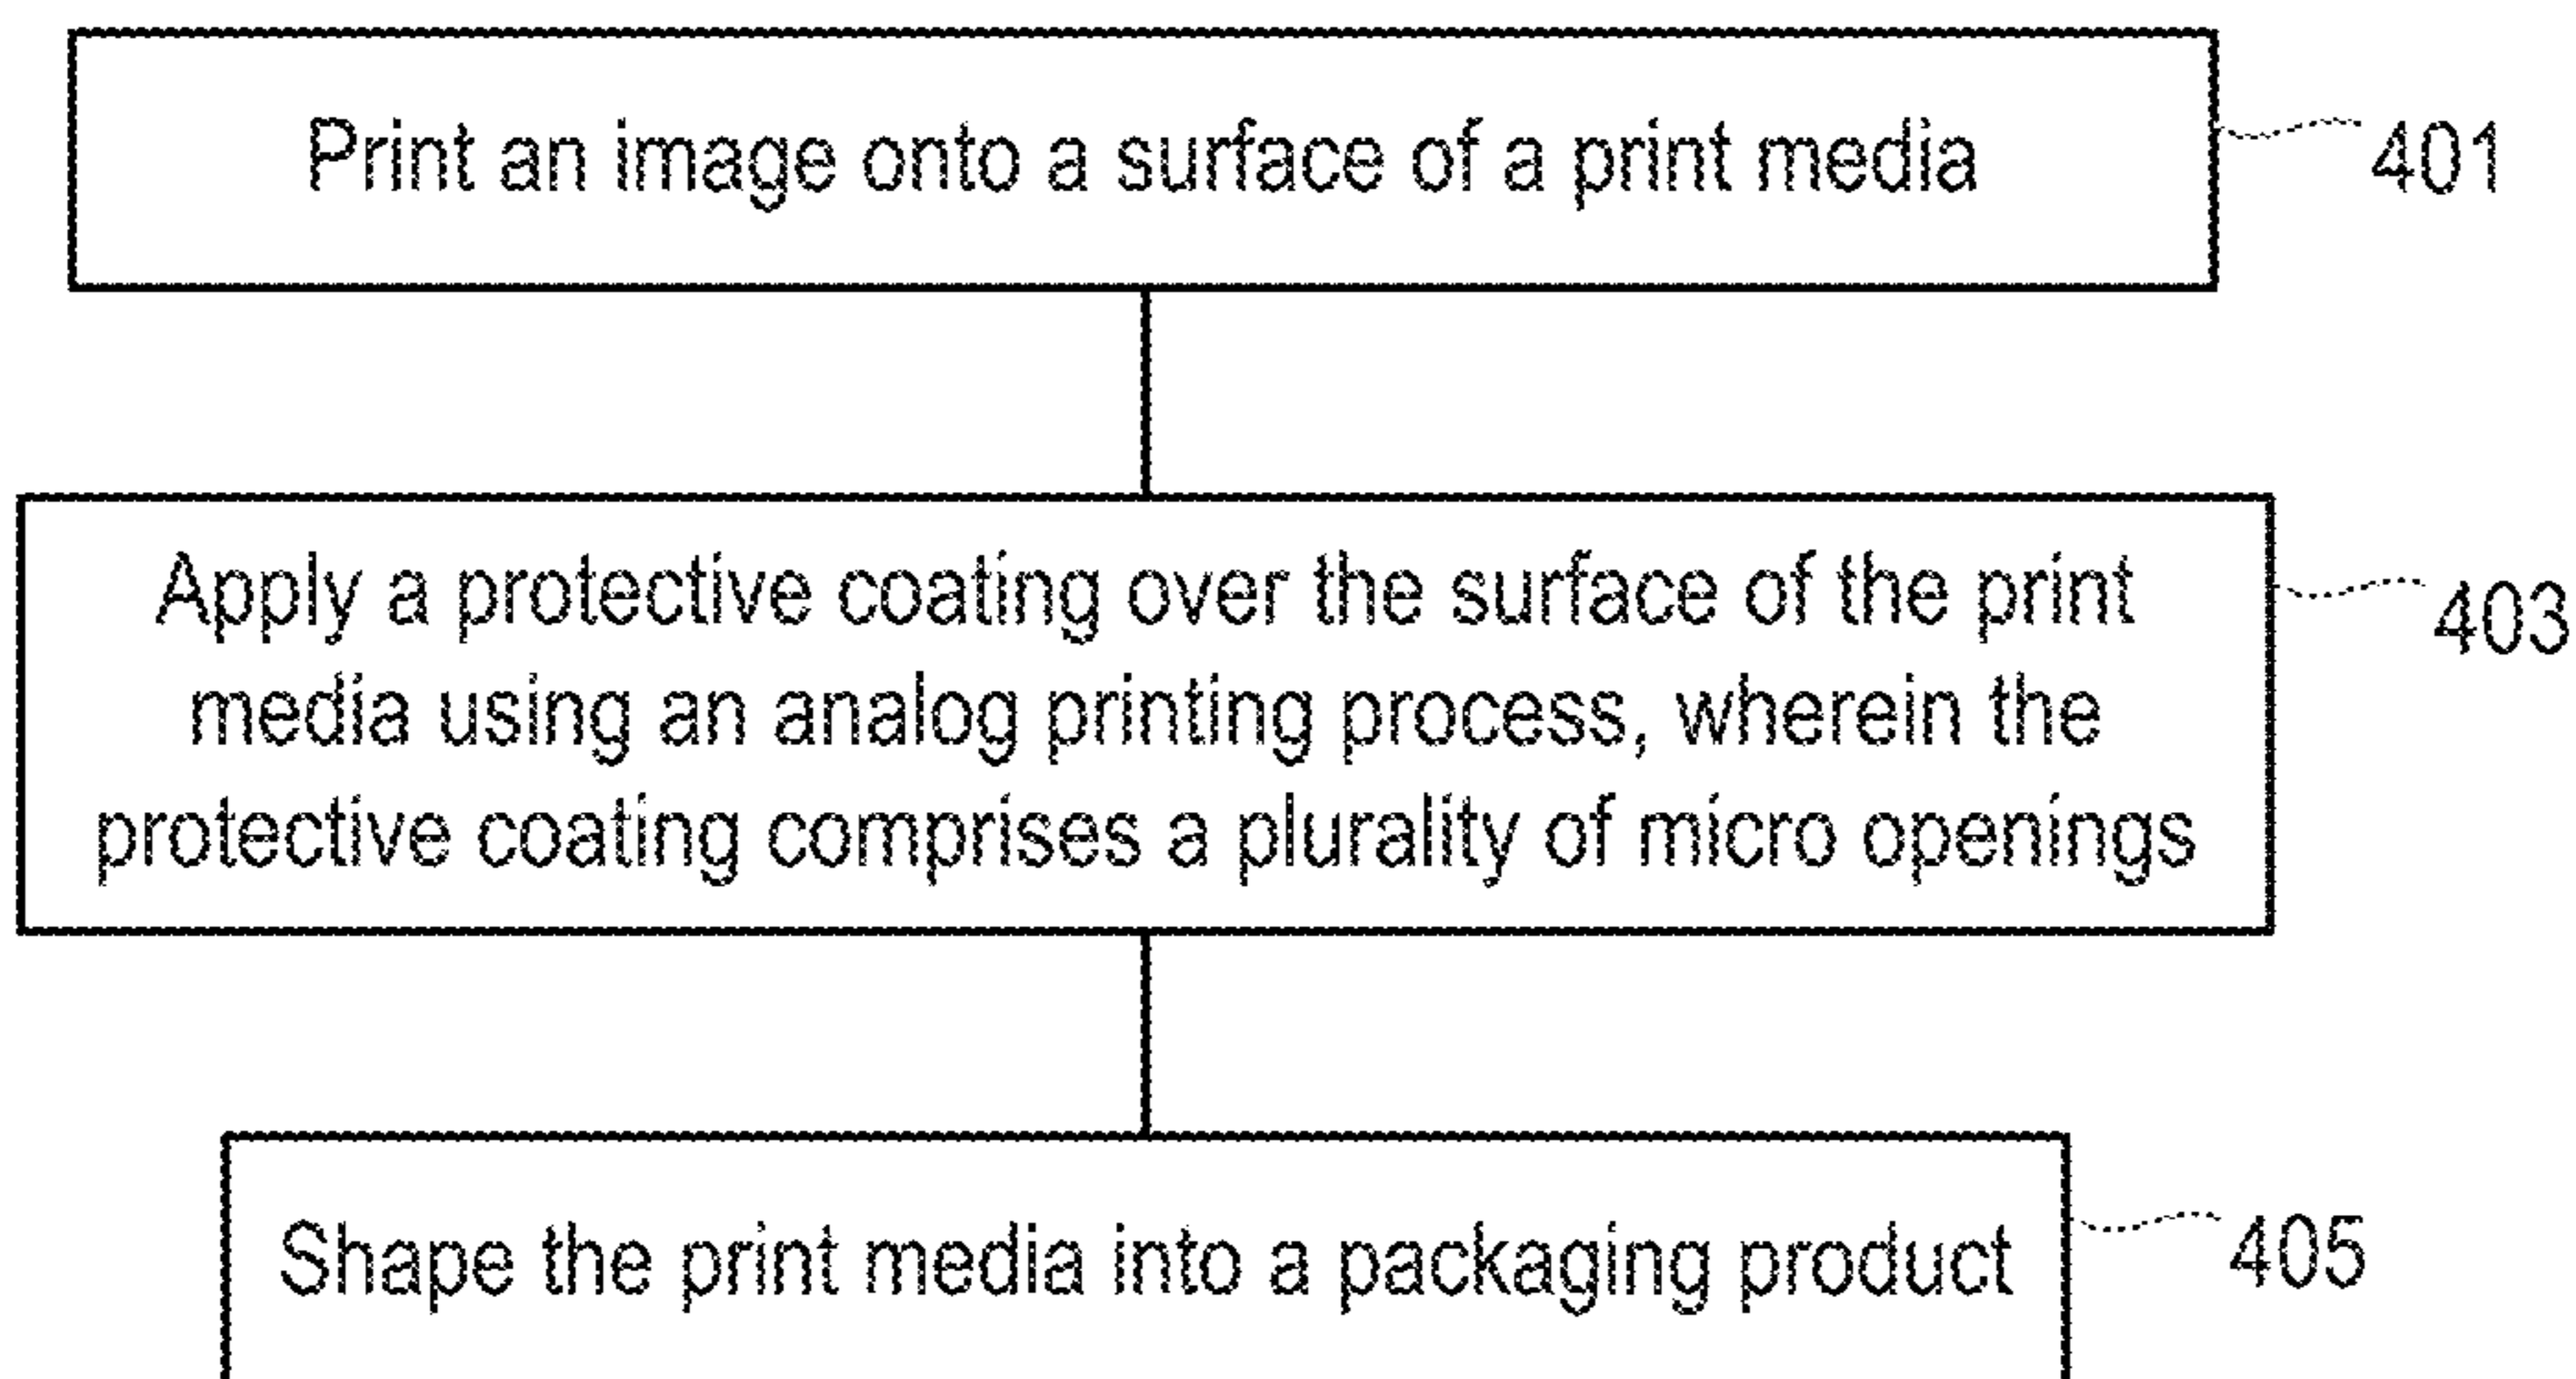 Print an image onto a surface of a print media
401
Apply a protective coating over the surface of the print
media using an analog printing process, wherein the
protective coating comprises a plurality of micro openings
403
Shape the print media into a packaging product
405